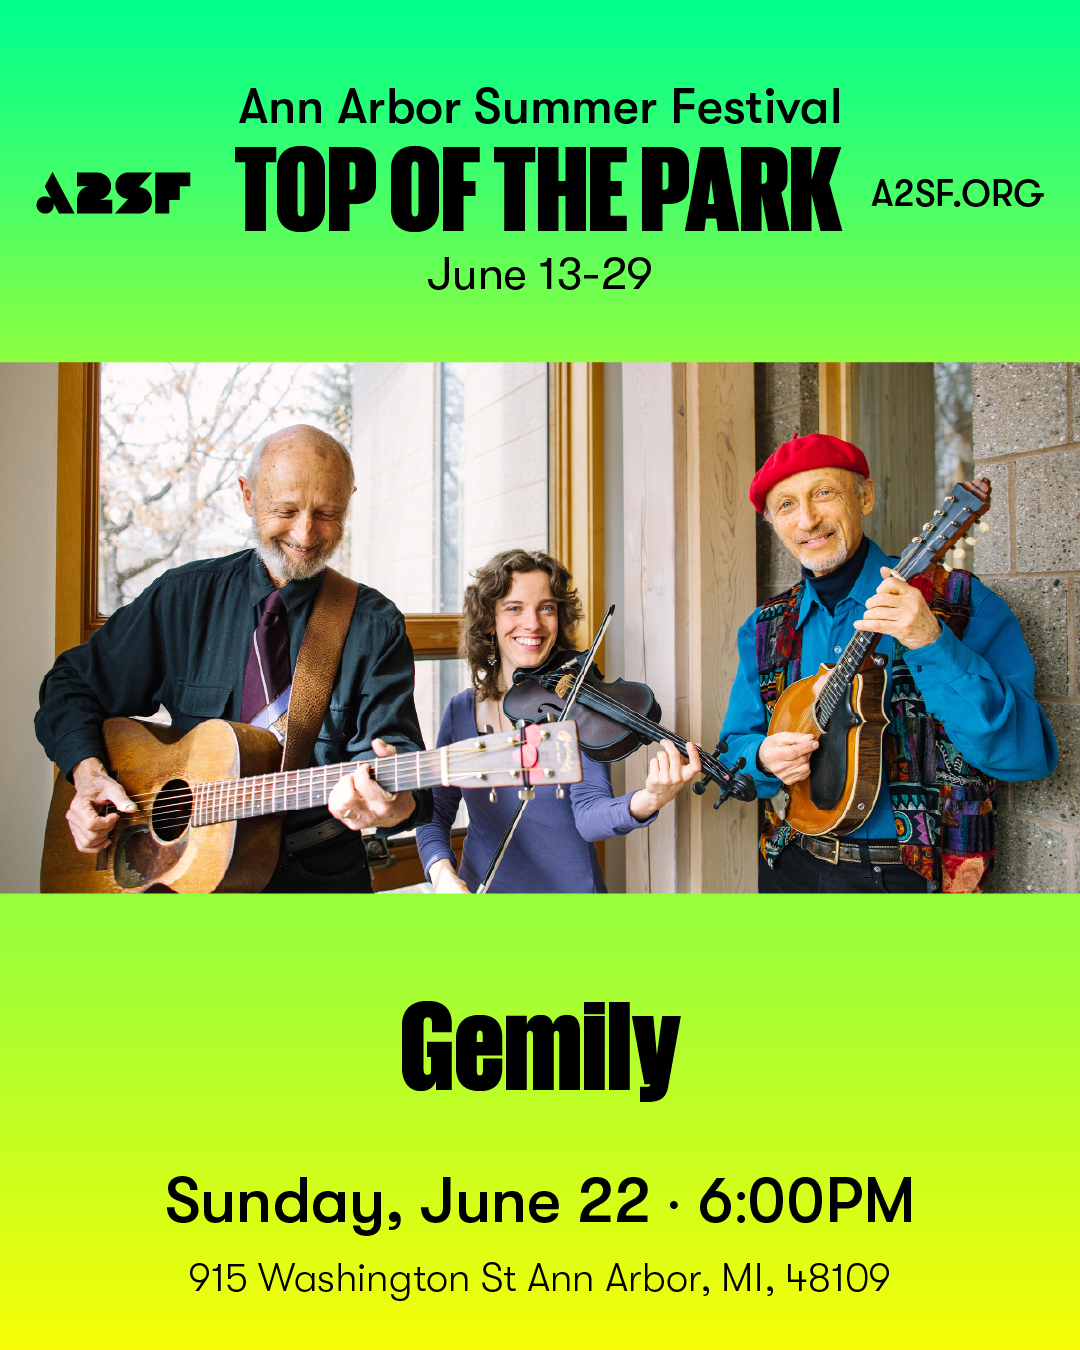 Ann Arbor Summer Festival
A2SF
TOP OF THE PARK
A2SF.ORG
June 13-29
Gemily
Sunday, June 22 · 6:00PM
915 Washington St Ann Arbor, MI, 48109